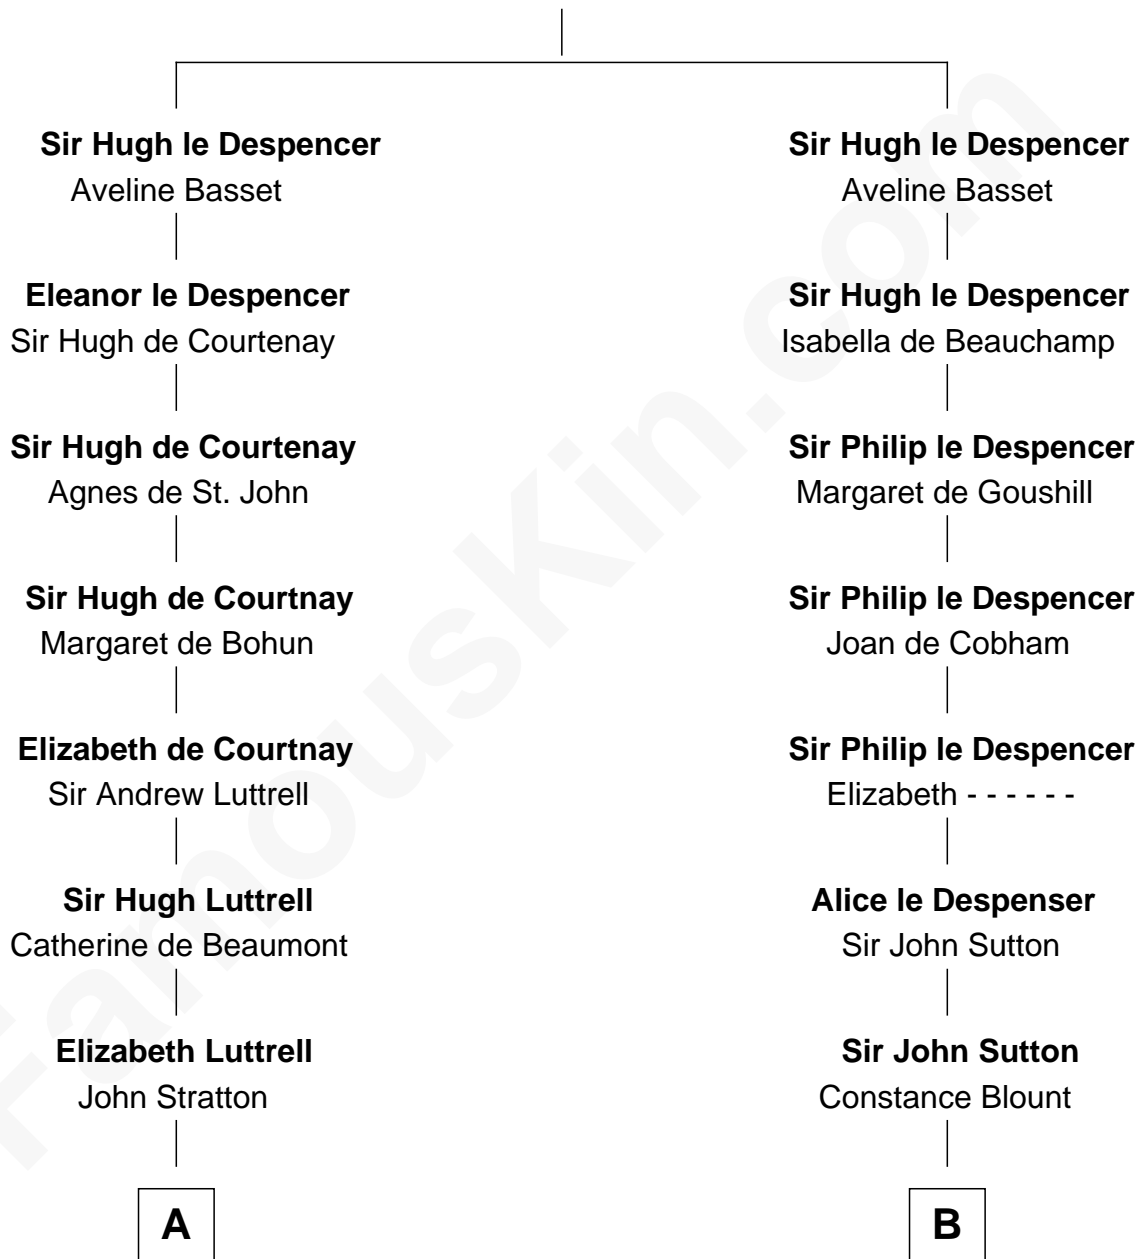 Sir Hugh le Despencer
Aveline Basset
Eleanor le Despencer
Sir Hugh de Courtenay
Sir Hugh de Courtenay
Agnes de St. John
Sir Hugh de Courtnay
Margaret de Bohun
Elizabeth de Courtnay
Sir Andrew Luttrell
Sir Hugh Luttrell
Catherine de Beaumont
Elizabeth Luttrell
John Stratton
A
Sir Hugh le Despencer
Aveline Basset
Sir Hugh le Despencer
Isabella de Beauchamp
Sir Philip le Despencer
Margaret de Goushill
Sir Philip le Despencer
Joan de Cobham
Sir Philip le Despencer
Elizabeth - - - - - -
Alice le Despenser
Sir John Sutton
Sir John Sutton
Constance Blount
B
FamousKin.com